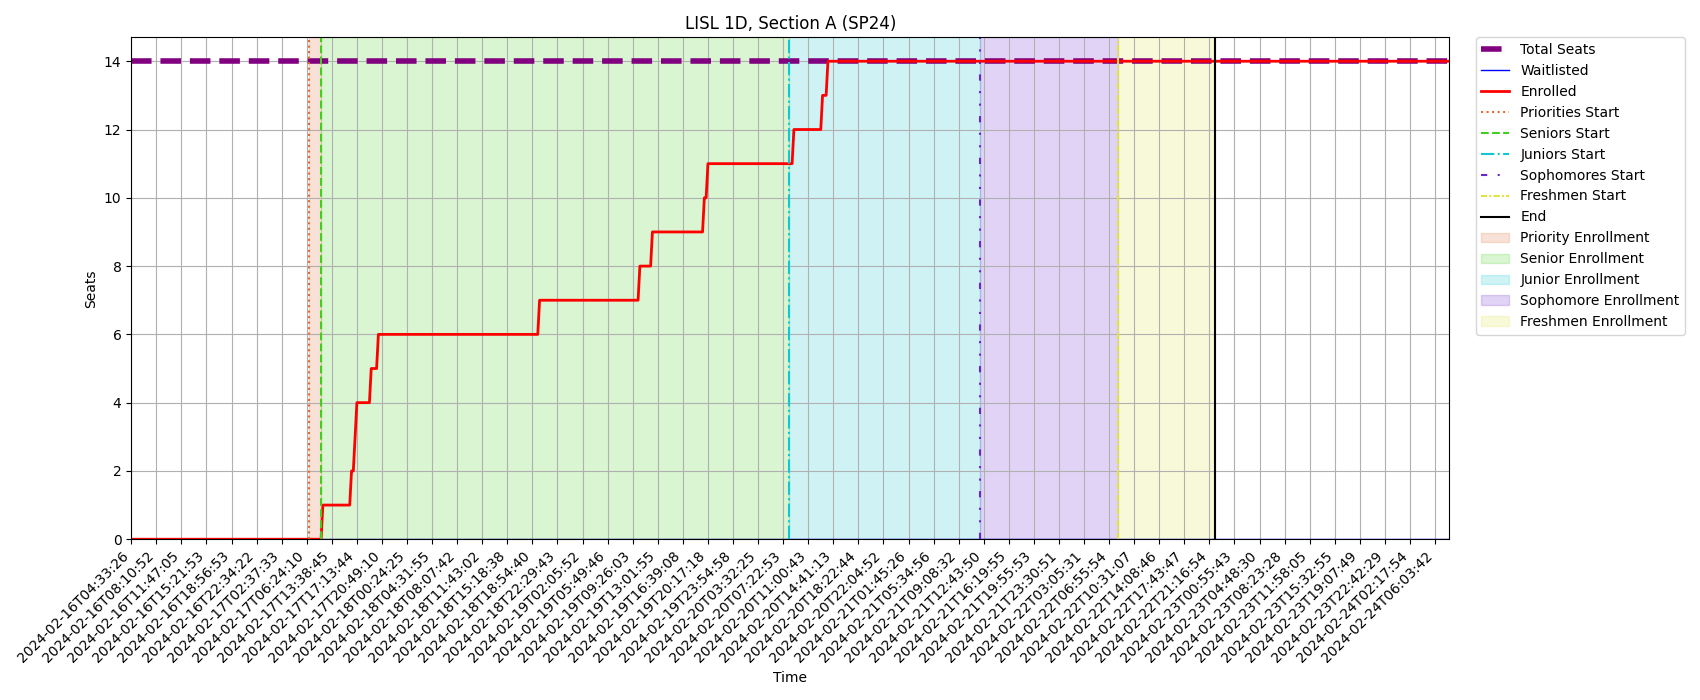 LISL 1D, Section A (SP24)
Seats
14
12
10
8
6
4
2
0
2024-02-16T04:33:26
2024-02-16T08:10:52
2024-02-16T11:47:05
2024-02-16T15:21:53
2024-02-16T18:56:53
2024-02-16T22:34:22
2024-02-17T02:37:33
2024-02-17T06:24:10
2024-02-17T13:38:45
2024-02-17T17:13:44
2024-02-17T20:49:10
2024-02-18T00:24:25
2024-02-18T04:31:55
2024-02-18T08:07:42
2024-02-18T11:43:02
2024-02-18T15:18:38
2024-02-18T18:54:40
2024-02-18T22:29:43
2024-02-19T02:05:52
2024-02-19T05:49:46
2024-02-19T09:26:03
2024-02-19T13:01:55
2024-02-19T16:39:08
2024-02-19T20:17:18
2024-02-19T23:54:58
2024-02-20T03:32:25
2024-02-20T07:22:53
2024-02-20T11:00:43
2024-02-20T14:41:13
2024-02-20T18:22:44
2024-02-20T22:04:52
2024-02-21T01:45:26
2024-02-21T05:34:56
2024-02-21T09:08:32
2024-02-21T12:43:50
2024-02-21T16:19:55
2024-02-21T19:55:53
2024-02-21T23:30:51
2024-02-22T03:05:31
2024-02-22T06:55:54
2024-02-22T10:31:07
2024-02-22T14:08:46
2024-02-22T17:43:47
2024-02-22T21:16:54
2024-02-23T00:55:43
2024-02-23T04:48:30
2024-02-23T08:23:28
2024-02-23T11:58:05
2024-02-23T15:32:55
2024-02-23T19:07:49
2024-02-23T22:42:29
2024-02-24T02:17:54
2024-02-24T06:03:42
Time
Total Seats
Waitlisted
Enrolled
Priorities Start
Seniors Start
Juniors Start
Sophomores Start
Freshmen Start
End
Priority Enrollment
Senior Enrollment
Junior Enrollment
Sophomore Enrollment
Freshmen Enrollment